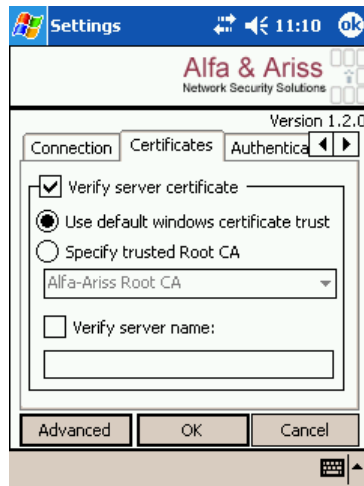 Settings 11:10 ok
Alfa & Ariss
Network Security Solutions
Version 1.2.0
Connection Certificates Authentica
Verify server certificate
Use default windows certificate trust
Specify trusted Root CA
Alfa-Ariss Root CA
Verify server name:
Advanced OK Cancel